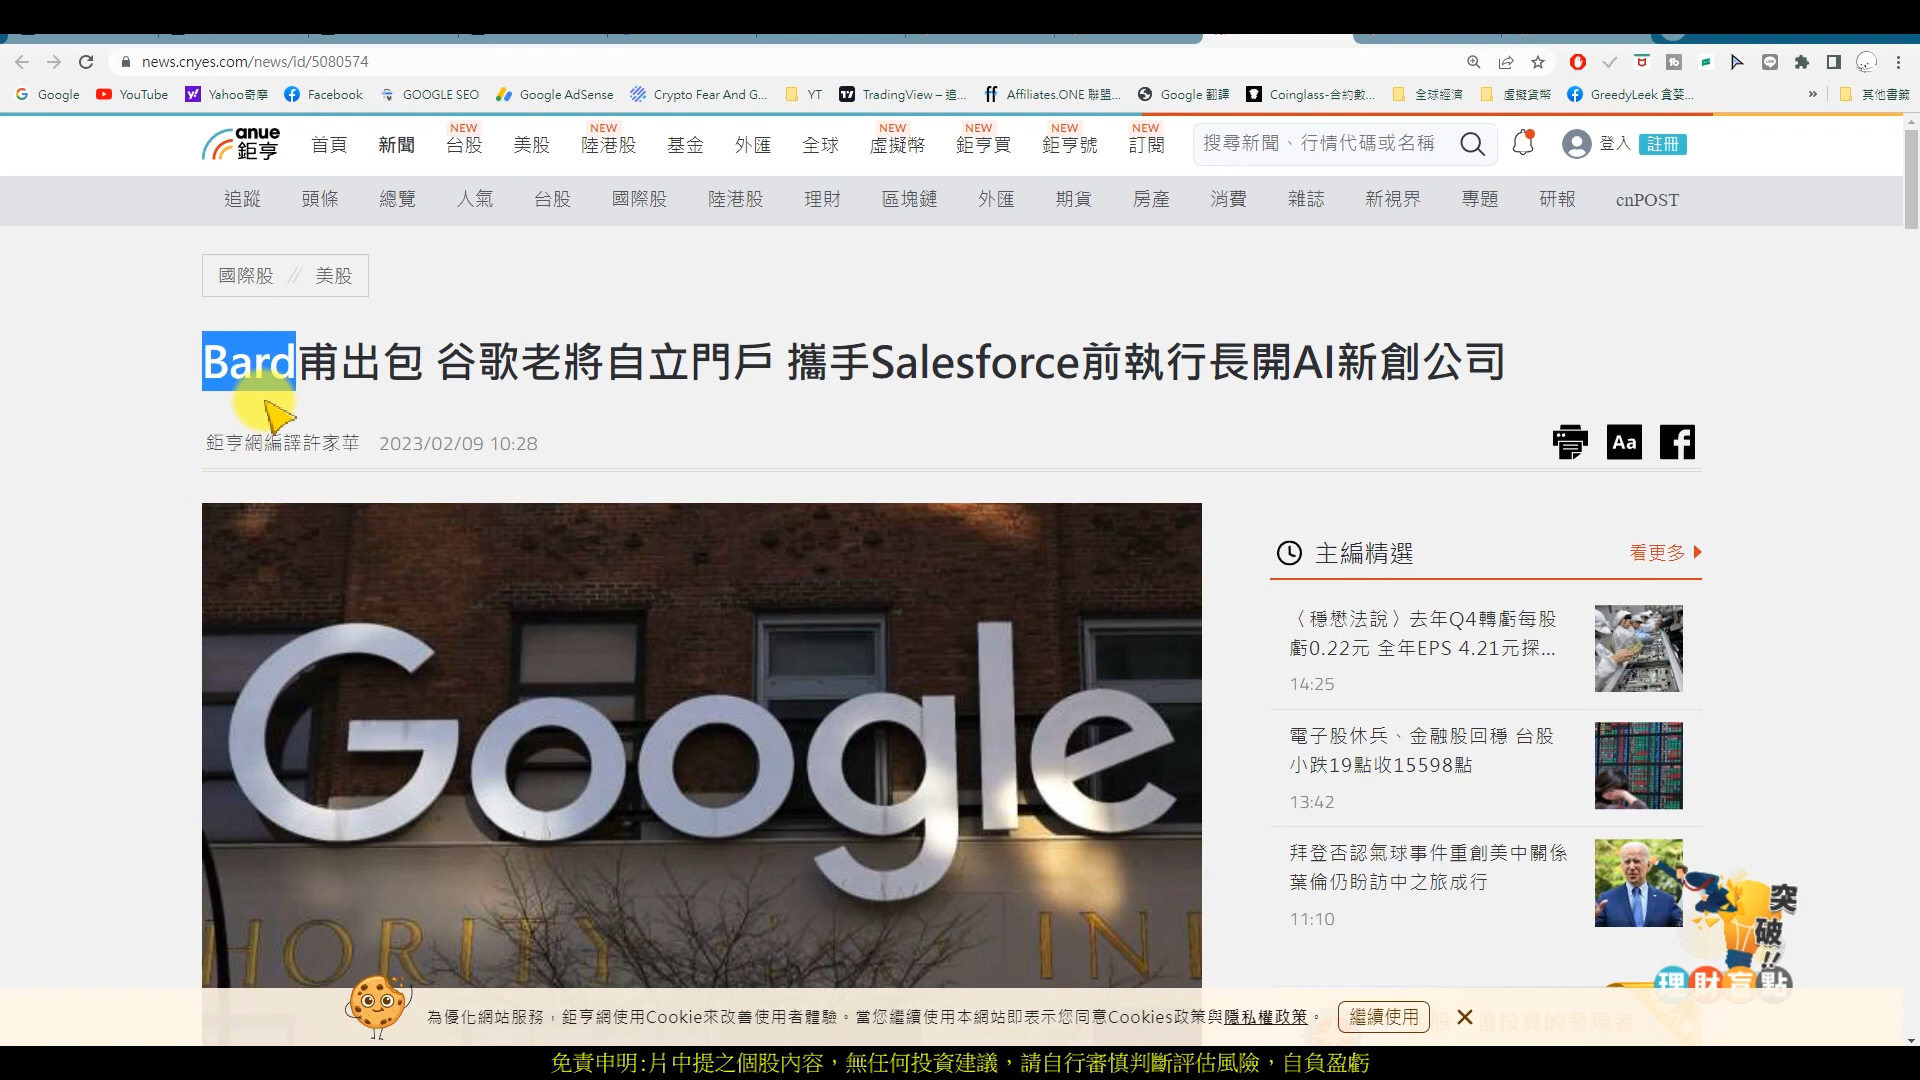 news.cnyes.com/news/id/5080574
Google YouTube Yahoo奇摩 Facebook GOOGLE SEO Google AdSense Crypto Fear And G... YT TradingView – 追... Affiliates.ONE 聯盟... Google 翻譯 Coinglass-合約數... 全球經濟 虛擬貨幣 GreedyLeek 貪婪... » 其他書籤
anue
鉅亨
首頁 新聞 NEW 台股 美股 NEW 陸港股 基金 外匯 全球 NEW 虛擬幣 NEW 鉅亨買 NEW 鉅亨號 NEW 訂閱 搜尋新聞、行情代碼或名稱 登入 註冊
追蹤 頭條 總覽 人氣 台股 國際股 陸港股 理財 區塊鏈 外匯 期貨 房產 消費 雜誌 新視界 專題 研報 cnPOST
國際股 // 美股
Bard甫出包 谷歌老將自立門戶 攜手Salesforce前執行長開AI新創公司
鉅亨網編譯許家華 2023/02/09 10:28
Aa
Google
HORITY
IN
主編精選 看更多
〈穩懋法說〉去年Q4轉虧每股
虧0.22元 全年EPS 4.21元探...
14:25
電子股休兵、金融股回穩 台股
小跌19點收15598點
13:42
拜登否認氣球事件重創美中關係
葉倫仍盼訪中之旅成行
11:10
突破!!
理財盲點
為優化網站服務，鉅亨網使用Cookie來改善使用者體驗。當您繼續使用本網站即表示您同意Cookies政策與隱私權政策。 繼續使用
免責申明:片中提之個股內容，無任何投資建議，請自行審慎判斷評估風險，自負盈虧